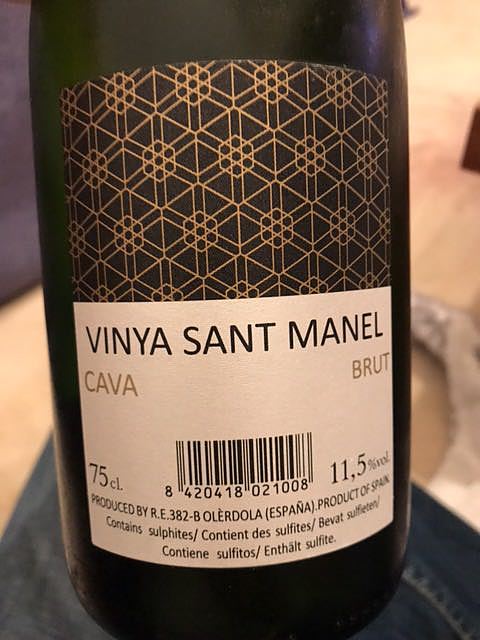 VINYA SANT MANEL
CAVA BRUT
75cl. 11,5%vol.
8 420418 021008
PRODUCED BY R.E.382-B OLÈRDOLA (ESPAÑA).PRODUCT OF SPAIN
Contains sulphites/ Contient des sulfites/ Bevat sulfieten/
Contiene sulfitos/ Enthält sulfite.